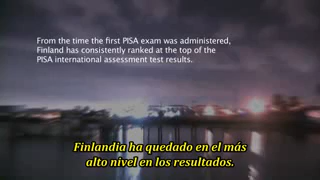 From the time the first PISA exam was administered,
Finland has consistently ranked at the top of the
PISA international assessment test results.
Finlandia ha quedado en el más
alto nivel en los resultados.